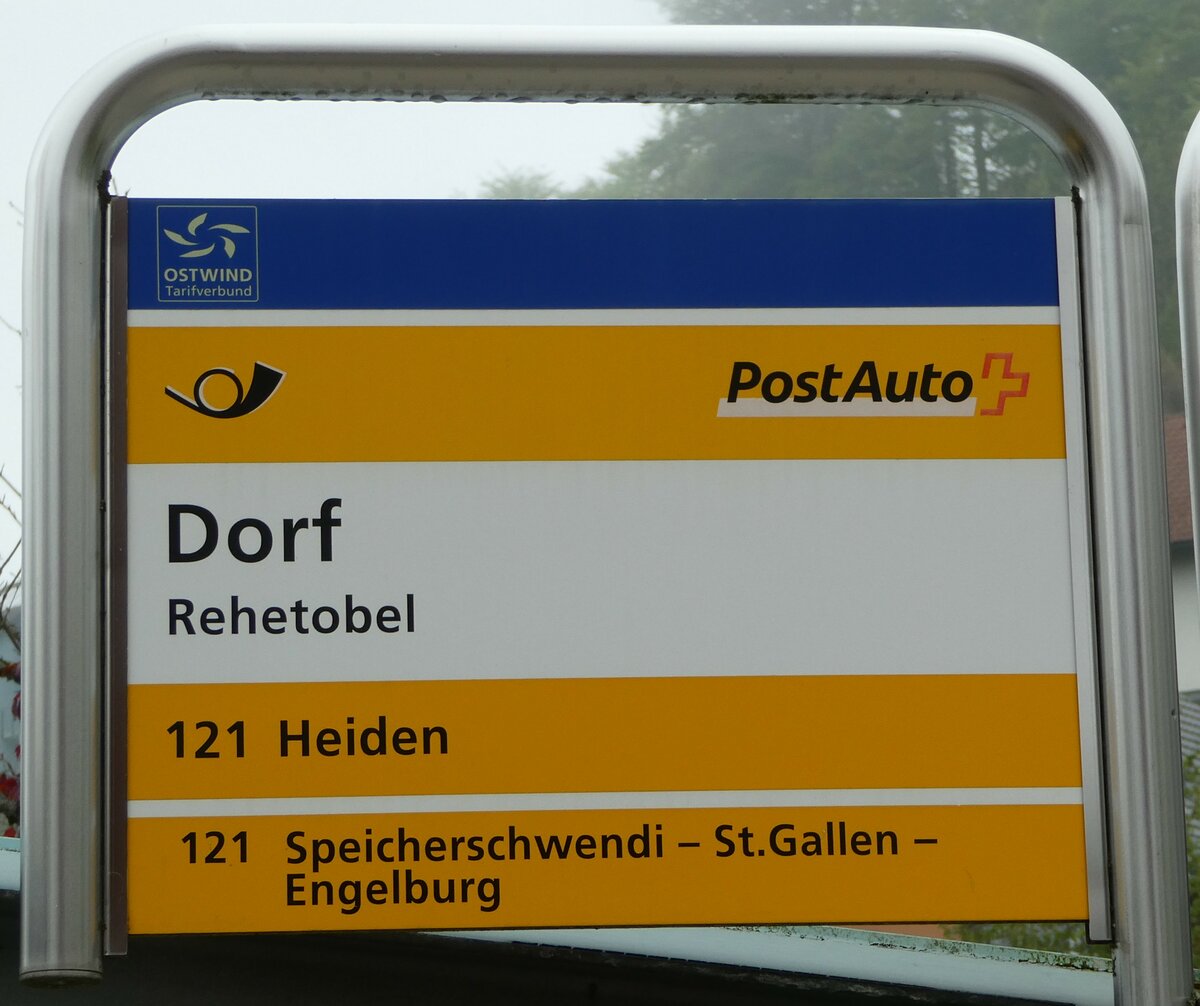 OSTWIND
Tarifverbund
PostAuto
Dorf
Rehetobel
121 Heiden
121 Speicherschwendi – St.Gallen –
Engelburg